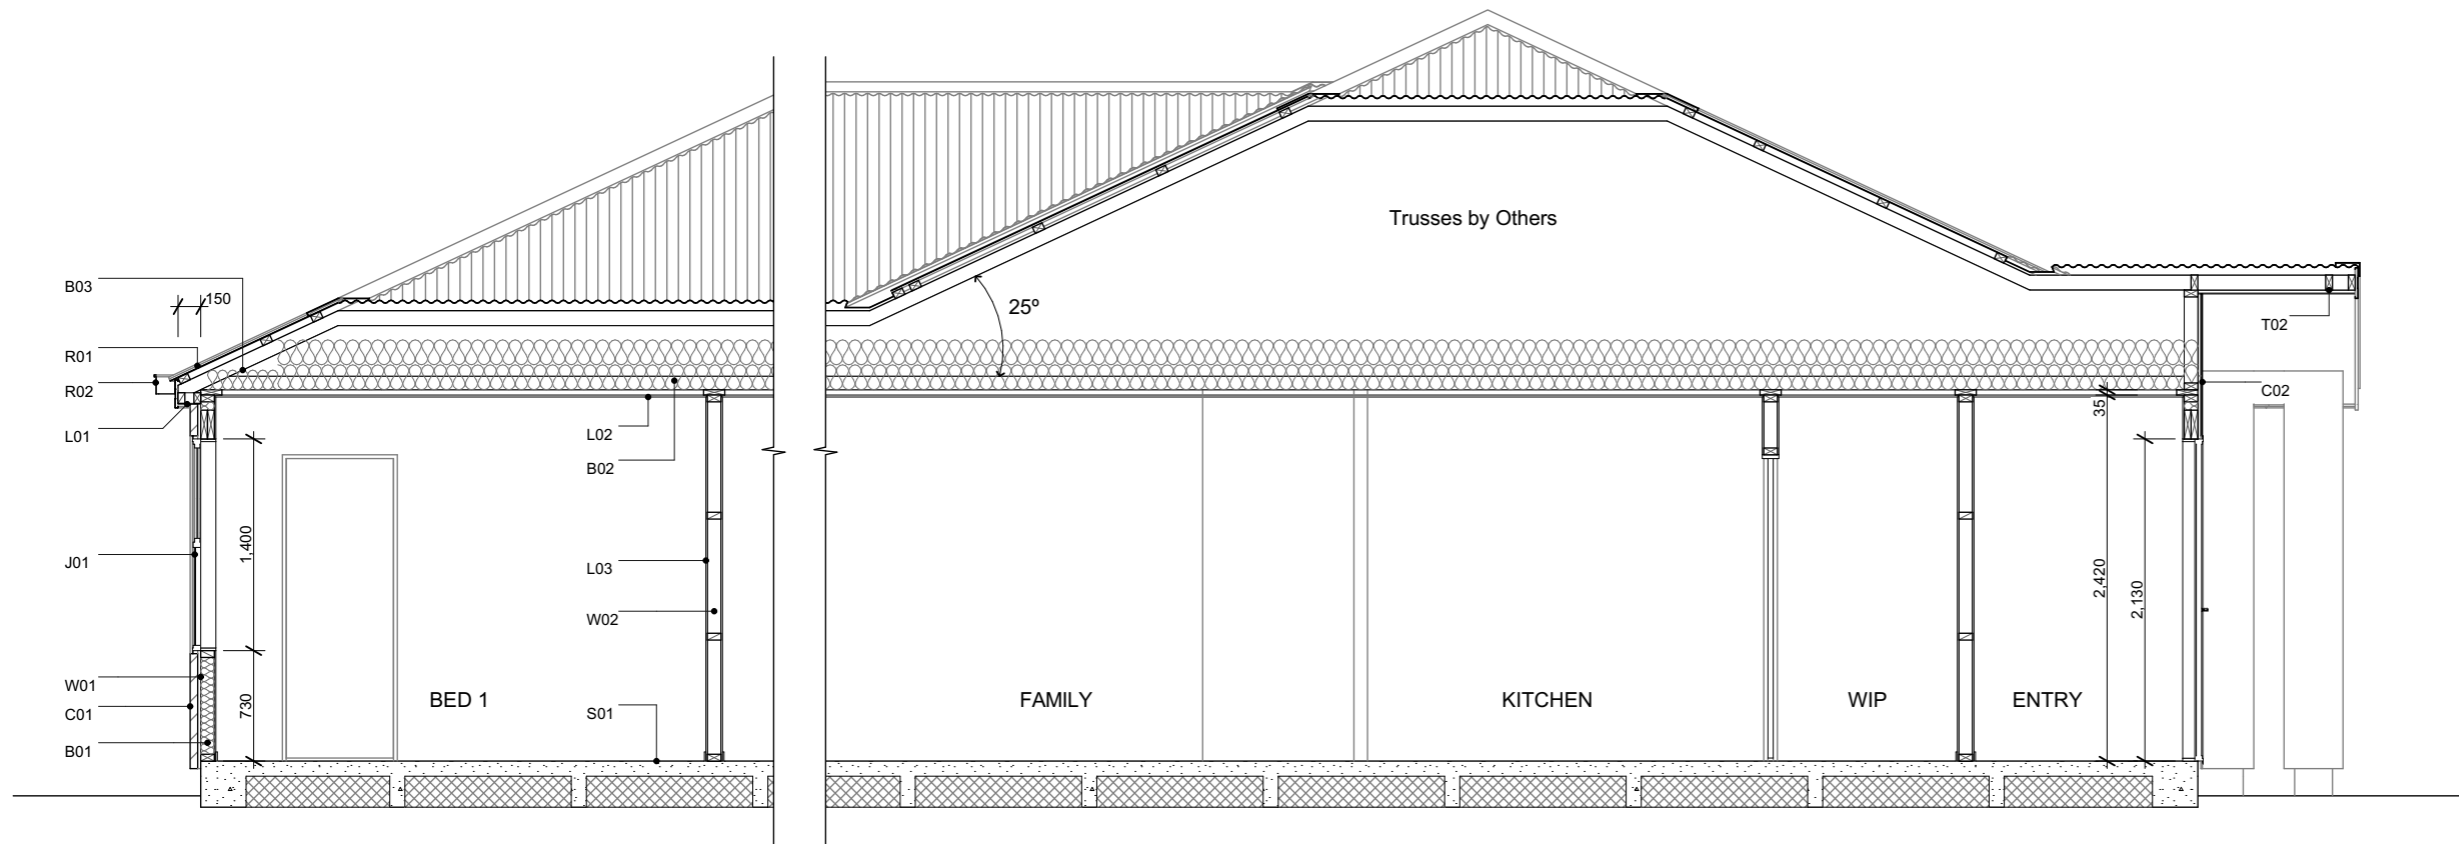 Trusses by Others
B03
150
25º
R01
T02
R02
C02
35
L01
L02
B02
1,400
J01
L03
2,420
2,130
W02
W01
730
BED 1
FAMILY
KITCHEN
WIP
ENTRY
C01
S01
B01